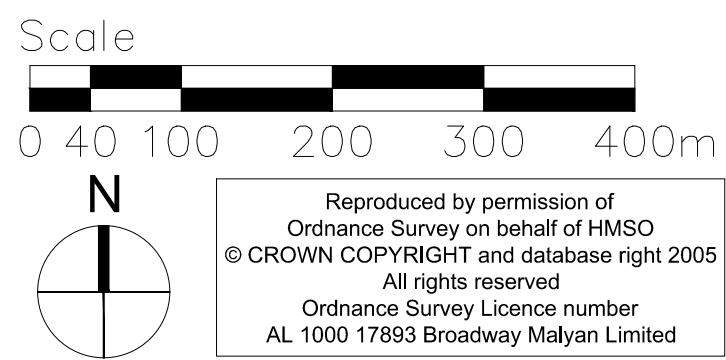 Scale
0 40 100 200 300 400m
N
Reproduced by permission of
Ordnance Survey on behalf of HMSO
© CROWN COPYRIGHT and database right 2005
All rights reserved
Ordnance Survey Licence number
AL 1000 17893 Broadway Malyan Limited